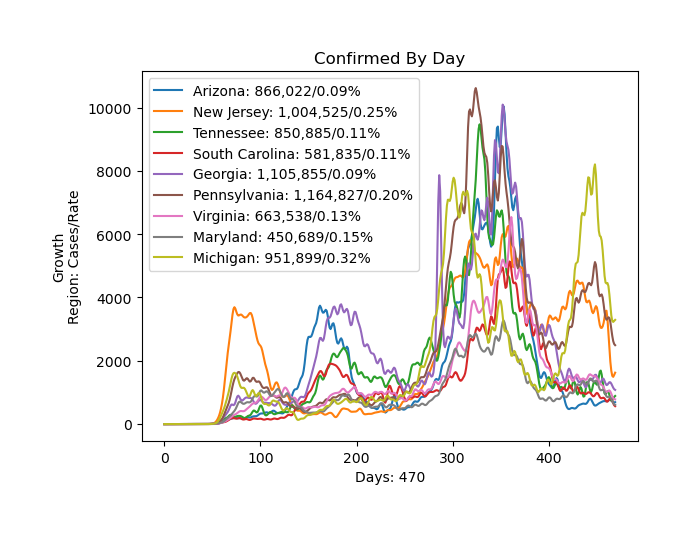 Confirmed By Day
Arizona: 866,022/0.09%
New Jersey: 1,004,525/0.25%
Tennessee: 850,885/0.11%
South Carolina: 581,835/0.11%
Georgia: 1,105,855/0.09%
Pennsylvania: 1,164,827/0.20%
Virginia: 663,538/0.13%
Maryland: 450,689/0.15%
Michigan: 951,899/0.32%
Growth
Region: Cases/Rate
10000
8000
6000
4000
2000
0
0 100 200 300 400
Days: 470